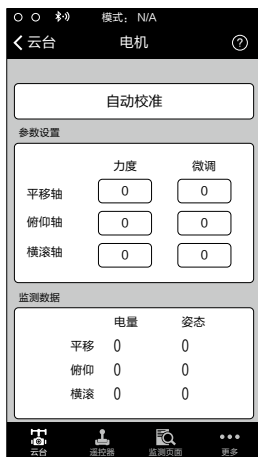 模式： N/A
云台 电机 ?
自动校准
参数设置
力度 微调
平移轴 0 0
俯仰轴 0 0
横滚轴 0 0
监测数据
电量 姿态
平移 0 0
俯仰 0 0
横滚 0 0
云台 遥控器 监测页面 更多